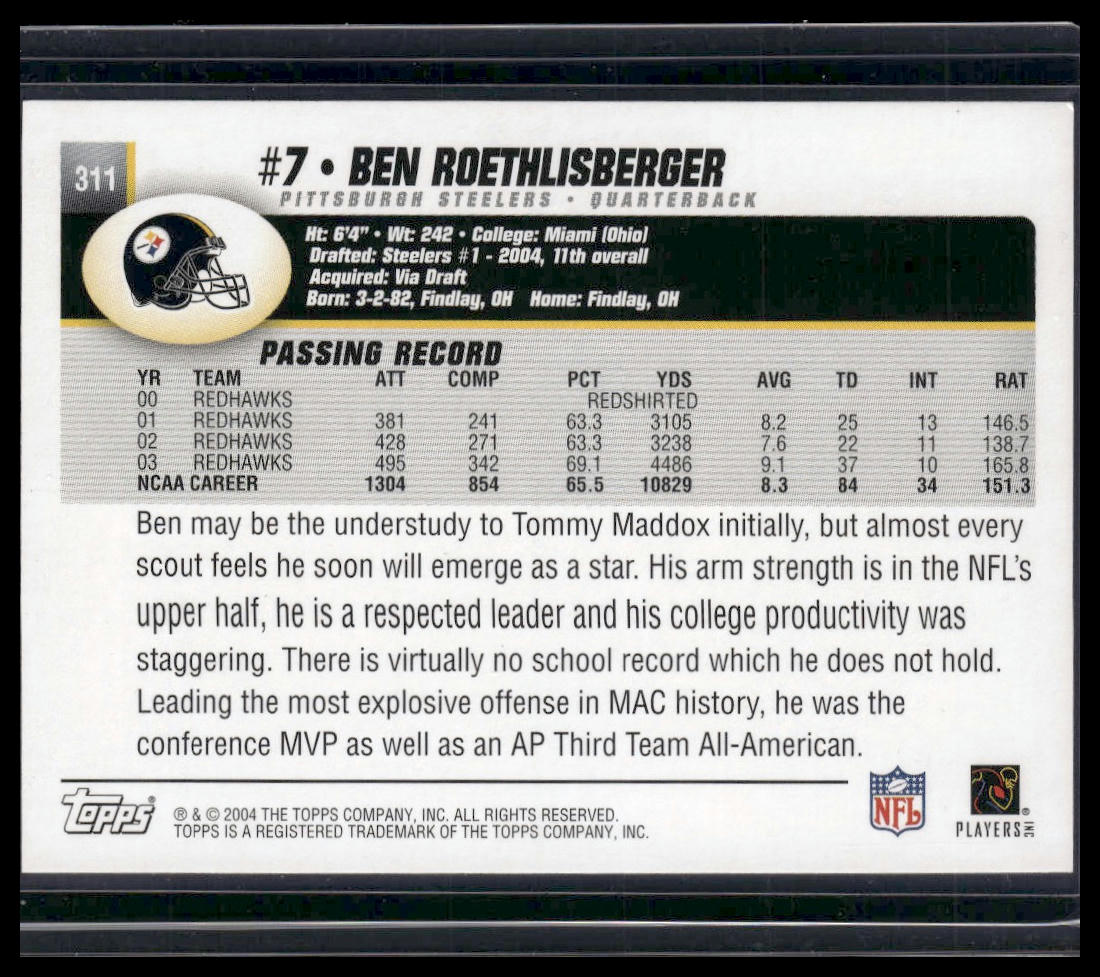 311
#7 • BEN ROETHLISBERGER
PITTSBURGH STEELERS • QUARTERBACK
Ht: 6'4" • Wt: 242 • College: Miami (Ohio)
Drafted: Steelers #1 - 2004, 11th overall
Acquired: Via Draft
Born: 3-2-82, Findlay, OH Home: Findlay, OH
PASSING RECORD
YR TEAM ATT COMP PCT YDS AVG TD INT RAT
00 REDHAWKS REDSHIRTED
01 REDHAWKS 381 241 63.3 3105 8.2 25 13 146.5
02 REDHAWKS 428 271 63.3 3238 7.6 22 11 138.7
03 REDHAWKS 495 342 69.1 4486 9.1 37 10 165.8
NCAA CAREER 1304 854 65.5 10829 8.3 84 34 151.3
Ben may be the understudy to Tommy Maddox initially, but almost every
scout feels he soon will emerge as a star. His arm strength is in the NFL's
upper half, he is a respected leader and his college productivity was
staggering. There is virtually no school record which he does not hold.
Leading the most explosive offense in MAC history, he was the
conference MVP as well as an AP Third Team All-American.
Topps®
® & © 2004 THE TOPPS COMPANY, INC. ALL RIGHTS RESERVED.
TOPPS IS A REGISTERED TRADEMARK OF THE TOPPS COMPANY, INC.
NFL
PLAYERS INC